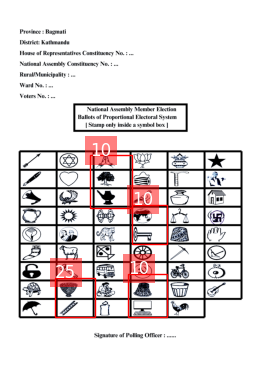 Province : Bagmati
District: Kathmandu
House of Representatives Constituency No. : ...
National Assembly Constituency No. : ...
Rural/Municipality : ...
Ward No. : ...
Voters No. : ...
National Assembly Member Election
Ballots of Proportional Electoral System
[ Stamp only inside a symbol box ]
10
10
25
10
Signature of Polling Officer : ......